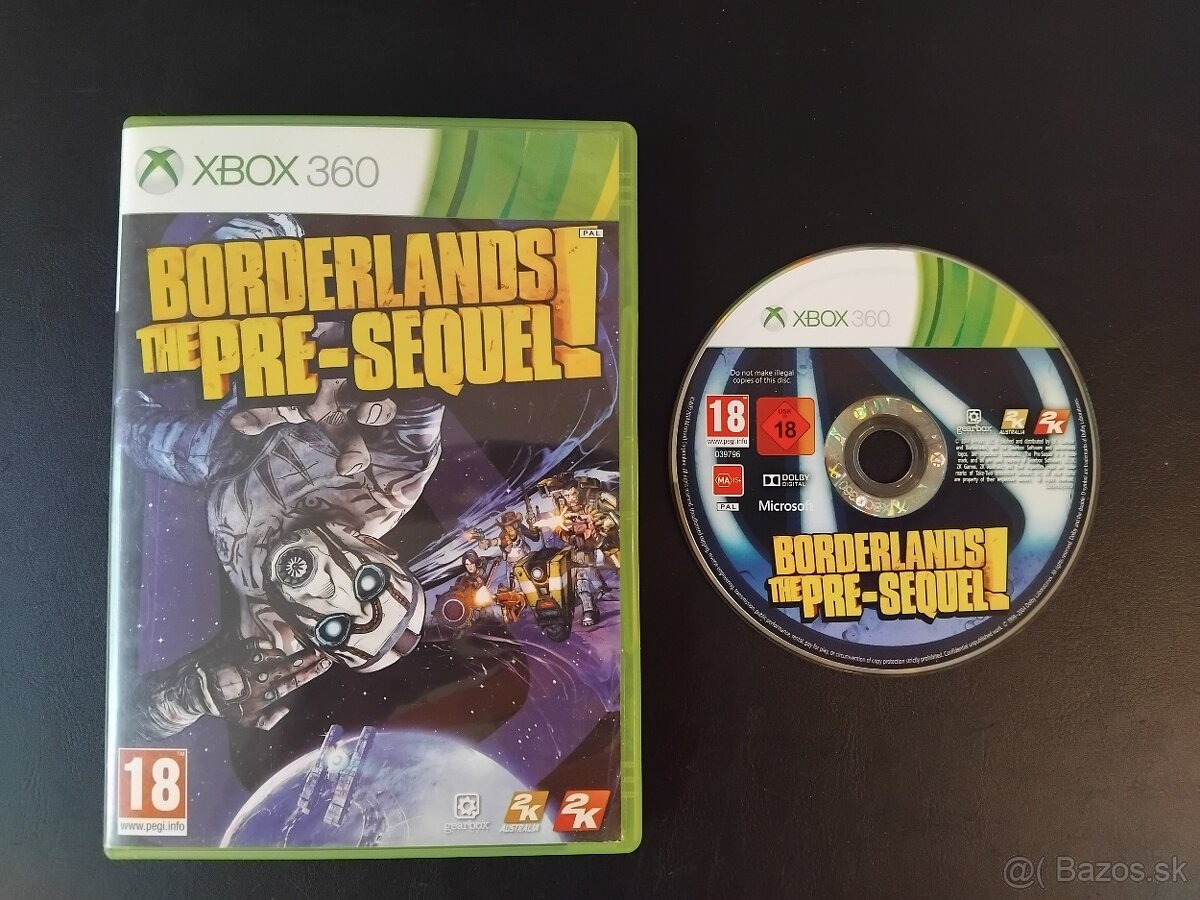 XBOX 360
PAL
BORDERLANDS
THE PRE-SEQUEL!
18
www.pegi.info
gearbox
2K
AUSTRALIA
2K
XBOX 360
Do not make illegal
copies of this disc.
18
www.pegi.info
039796
USK
18
MA 15+
PAL
DOLBY
DIGITAL
Microsoft
gearbox
2K
AUSTRALIA
2K
BORDERLANDS
THE PRE-SEQUEL!
@( Bazos.sk